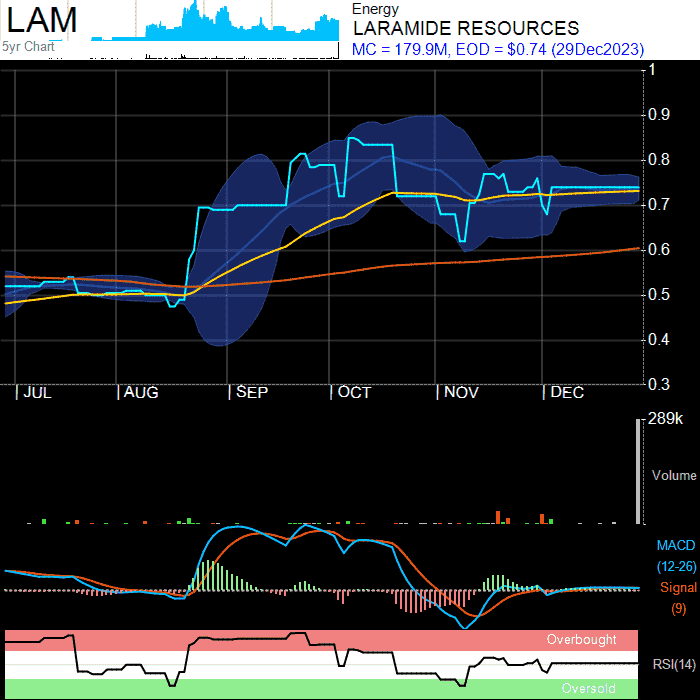 LAM
5yr Chart
Energy
LARAMIDE RESOURCES
MC = 179.9M, EOD = $0.74 (29Dec2023)
1
0.9
0.8
0.7
0.6
0.5
0.4
0.3
JUL
AUG
SEP
OCT
NOV
DEC
289k
Volume
MACD
(12-26)
Signal
(9)
Overbought
RSI(14)
Oversold